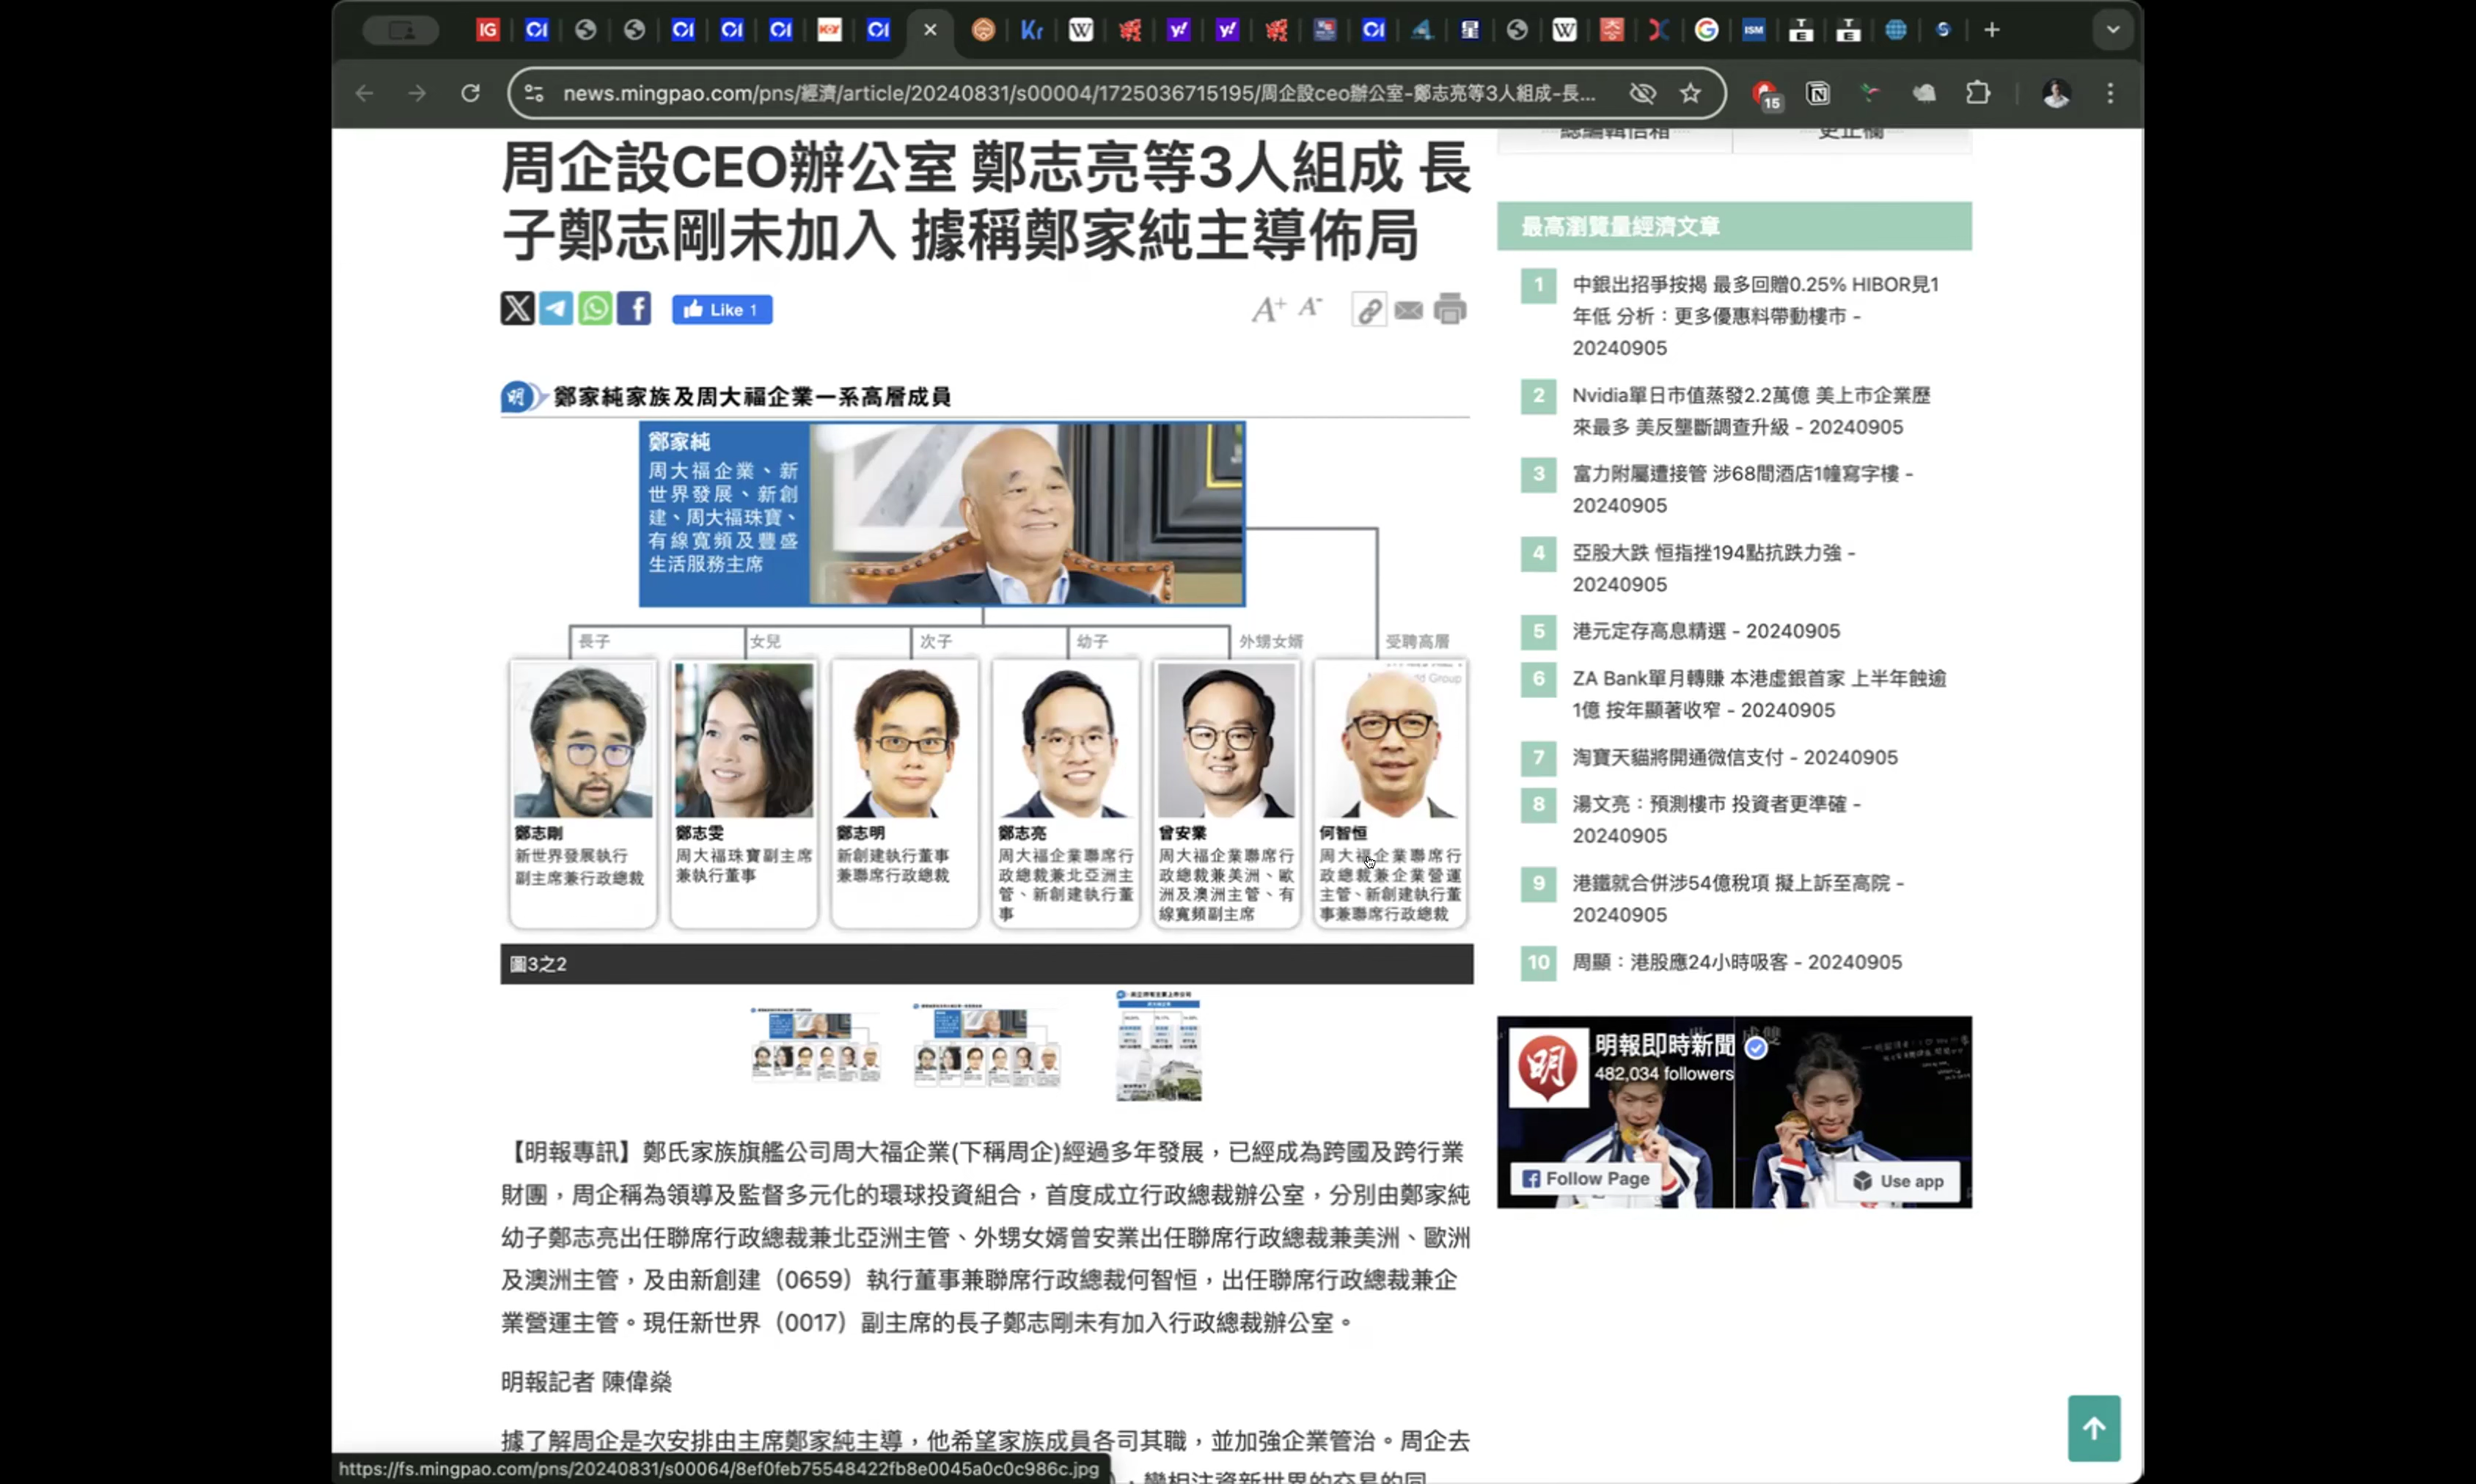 news.mingpao.com/pns/經濟/article/20240831/s00004/1725036715195/周企設ceo辦公室-鄭志亮等3人組成-長...
15
總編輯信箱 更正欄
周企設CEO辦公室 鄭志亮等3人組成 長
子鄭志剛未加入 據稱鄭家純主導佈局
Like 1
A+ A-
明 鄭家純家族及周大福企業一系高層成員
鄭家純
周大福企業、新
世界發展、新創
建、周大福珠寶、
有線寬頻及豐盛
生活服務主席
長子
女兒
次子
幼子
外甥女婿
受聘高層
鄭志剛
新世界發展執行
副主席兼行政總裁
鄭志雯
周大福珠寶副主席
兼執行董事
鄭志明
新創建執行董事
兼聯席行政總裁
鄭志亮
周大福企業聯席行
政總裁兼北亞洲主
管、新創建執行董
事
曾安業
周大福企業聯席行
政總裁兼美洲、歐
洲及澳洲主管、有
線寬頻副主席
Group
何智恒
周大福企業聯席行
政總裁兼企業營運
主管、新創建執行董
事兼聯席行政總裁
圖3之2
【明報專訊】鄭氏家族旗艦公司周大福企業(下稱周企)經過多年發展，已經成為跨國及跨行業
財團，周企稱為領導及監督多元化的環球投資組合，首度成立行政總裁辦公室，分別由鄭家純
幼子鄭志亮出任聯席行政總裁兼北亞洲主管、外甥女婿曾安業出任聯席行政總裁兼美洲、歐洲
及澳洲主管，及由新創建（0659）執行董事兼聯席行政總裁何智恒，出任聯席行政總裁兼企
業營運主管。現任新世界（0017）副主席的長子鄭志剛未有加入行政總裁辦公室。
明報記者 陳偉燊
據了解周企是次安排由主席鄭家純主導，他希望家族成員各司其職，並加強企業管治。周企去
，變相注資新世界的交易的同
https://fs.mingpao.com/pns/20240831/s00064/8ef0feb75548422fb8e0045a0c0c986c.jpg
最高瀏覽量經濟文章
1 中銀出招爭按揭 最多回贈0.25% HIBOR見1
年低 分析：更多優惠料帶動樓市 -
20240905
2 Nvidia單日市值蒸發2.2萬億 美上市企業歷
來最多 美反壟斷調查升級 - 20240905
3 富力附屬遭接管 涉68間酒店1幢寫字樓 -
20240905
4 亞股大跌 恒指挫194點抗跌力強 -
20240905
5 港元定存高息精選 - 20240905
6 ZA Bank單月轉賺 本港虛銀首家 上半年蝕逾
1億 按年顯著收窄 - 20240905
7 淘寶天貓將開通微信支付 - 20240905
8 湯文亮：預測樓市 投資者更準確 -
20240905
9 港鐵就合併涉54億稅項 擬上訴至高院 -
20240905
10 周顯：港股應24小時吸客 - 20240905
明
明報即時新聞
482,034 followers
Follow Page
Use app